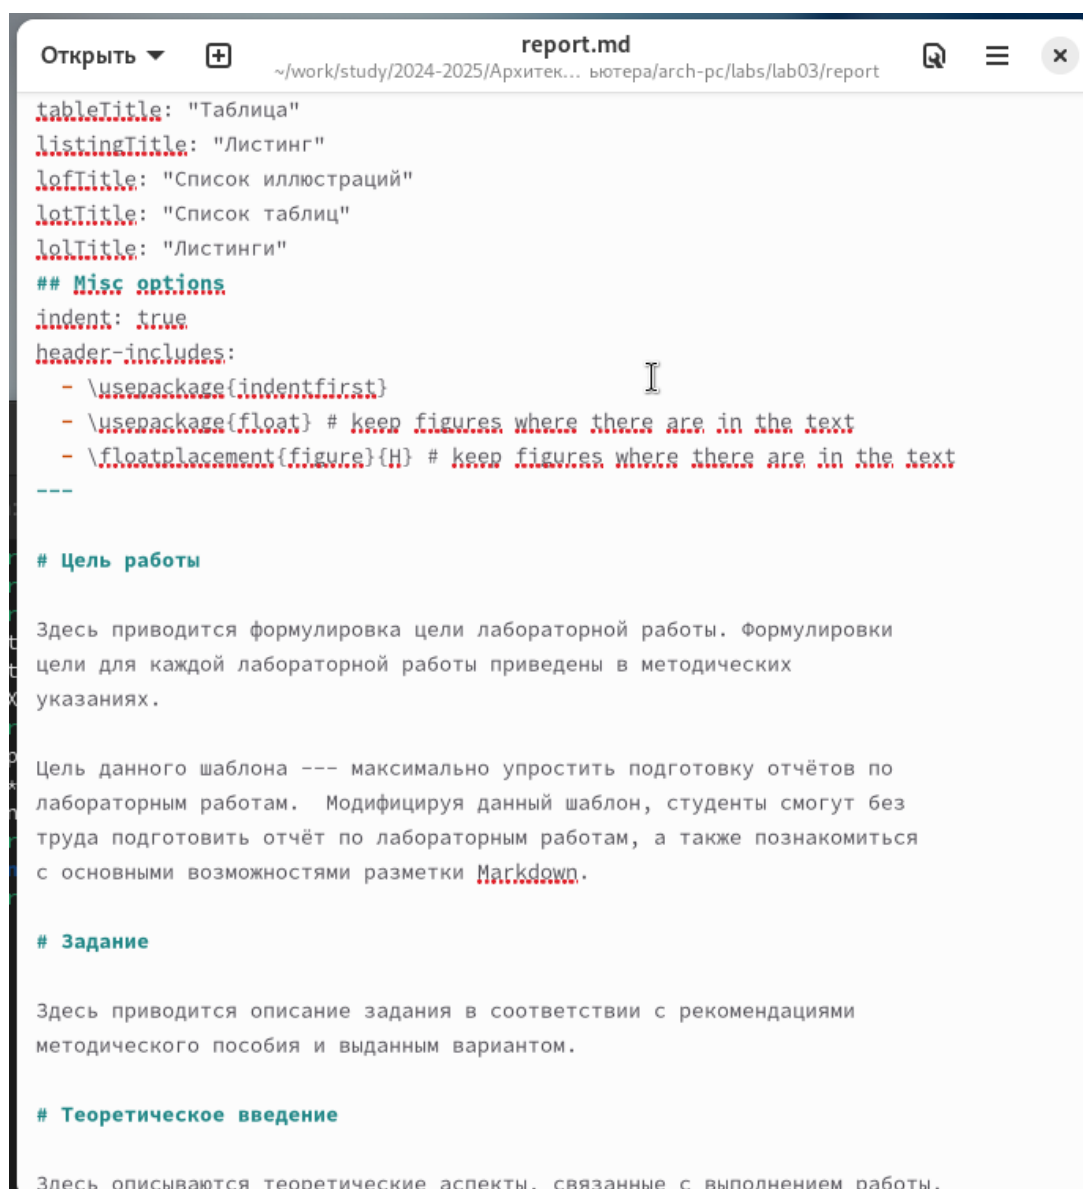 Открыть
report.md
~/work/study/2024-2025/Архитек… ьютера/arch-pc/labs/lab03/report
tableTitle: "Таблица"
listingTitle: "Листинг"
lofTitle: "Список иллюстраций"
lotTitle: "Список таблиц"
lolTitle: "Листинги"
## Misc options
indent: true
header-includes:
  - \usepackage{indentfirst}
  - \usepackage{float} # keep figures where there are in the text
  - \floatplacement{figure}{H} # keep figures where there are in the text
---
# Цель работы
Здесь приводится формулировка цели лабораторной работы. Формулировки
цели для каждой лабораторной работы приведены в методических
указаниях.
Цель данного шаблона --- максимально упростить подготовку отчётов по
лабораторным работам.  Модифицируя данный шаблон, студенты смогут без
труда подготовить отчёт по лабораторным работам, а также познакомиться
с основными возможностями разметки Markdown.
# Задание
Здесь приводится описание задания в соответствии с рекомендациями
методического пособия и выданным вариантом.
# Теоретическое введение
Здесь описываются теоретические аспекты, связанные с выполнением работы.